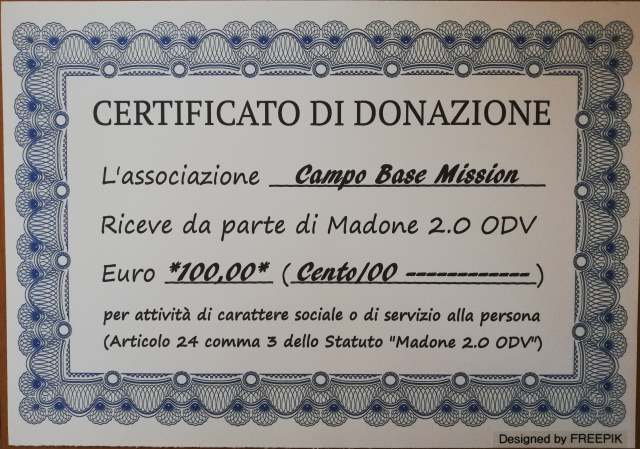 CERTIFICATO DI DONAZIONE
L'associazione Campo Base Mission
Riceve da parte di Madone 2.0 ODV
Euro *100,00* (Cento/00 ------------)
per attività di carattere sociale o di servizio alla persona
(Articolo 24 comma 3 dello Statuto "Madone 2.0 ODV")
Designed by FREEPIK